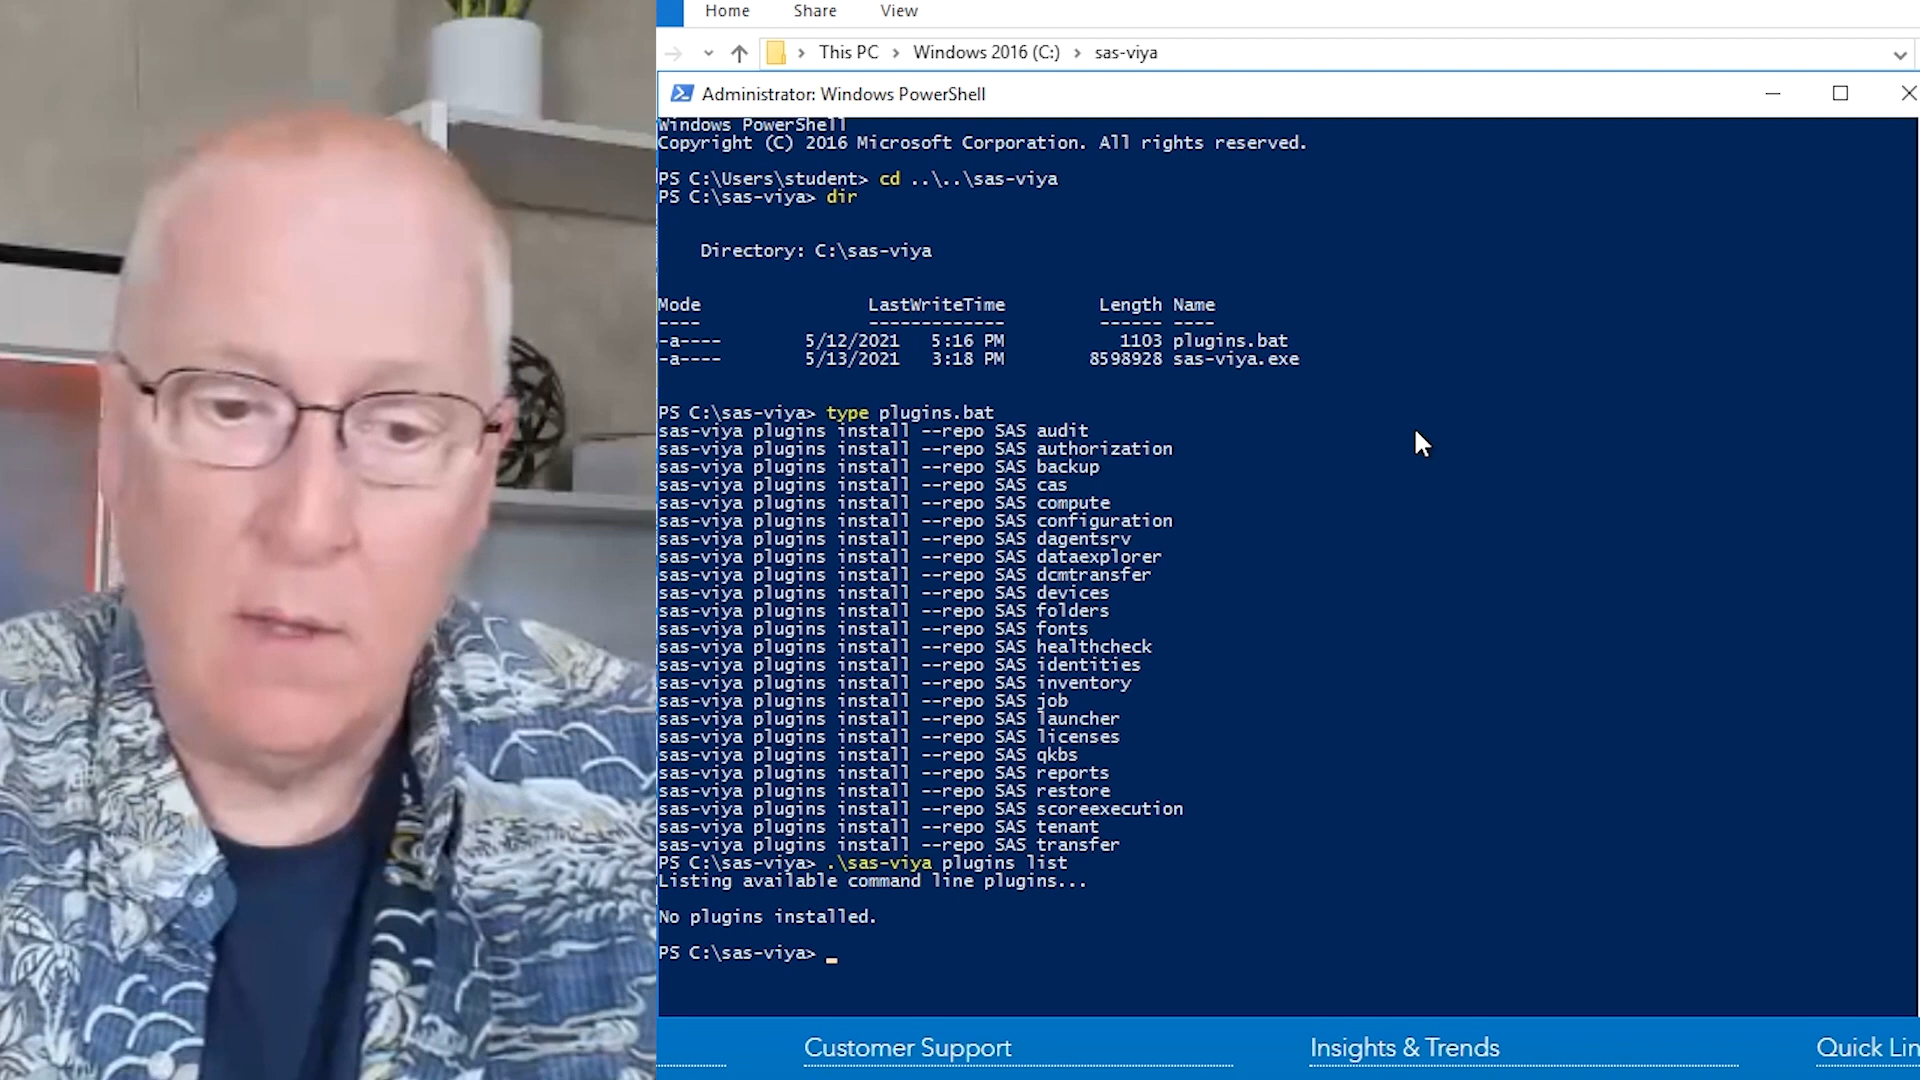 Home Share View
This PC > Windows 2016 (C:) > sas-viya
Administrator: Windows PowerShell
Windows PowerShell
Copyright (C) 2016 Microsoft Corporation. All rights reserved.
PS C:\Users\student> cd ..\..\sas-viya
PS C:\sas-viya> dir
Directory: C:\sas-viya
Mode LastWriteTime Length Name
---- ------------- ------ ----
-a---- 5/12/2021 5:16 PM 1103 plugins.bat
-a---- 5/13/2021 3:18 PM 8598928 sas-viya.exe
PS C:\sas-viya> type plugins.bat
sas-viya plugins install --repo SAS audit
sas-viya plugins install --repo SAS authorization
sas-viya plugins install --repo SAS backup
sas-viya plugins install --repo SAS cas
sas-viya plugins install --repo SAS compute
sas-viya plugins install --repo SAS configuration
sas-viya plugins install --repo SAS dagentsrv
sas-viya plugins install --repo SAS dataexplorer
sas-viya plugins install --repo SAS dcmtransfer
sas-viya plugins install --repo SAS devices
sas-viya plugins install --repo SAS folders
sas-viya plugins install --repo SAS fonts
sas-viya plugins install --repo SAS healthcheck
sas-viya plugins install --repo SAS identities
sas-viya plugins install --repo SAS inventory
sas-viya plugins install --repo SAS job
sas-viya plugins install --repo SAS launcher
sas-viya plugins install --repo SAS licenses
sas-viya plugins install --repo SAS qkbs
sas-viya plugins install --repo SAS reports
sas-viya plugins install --repo SAS restore
sas-viya plugins install --repo SAS scoreexecution
sas-viya plugins install --repo SAS tenant
sas-viya plugins install --repo SAS transfer
PS C:\sas-viya> .\sas-viya plugins list
Listing available command line plugins...
No plugins installed.
PS C:\sas-viya> _
Customer Support Insights & Trends Quick Lin